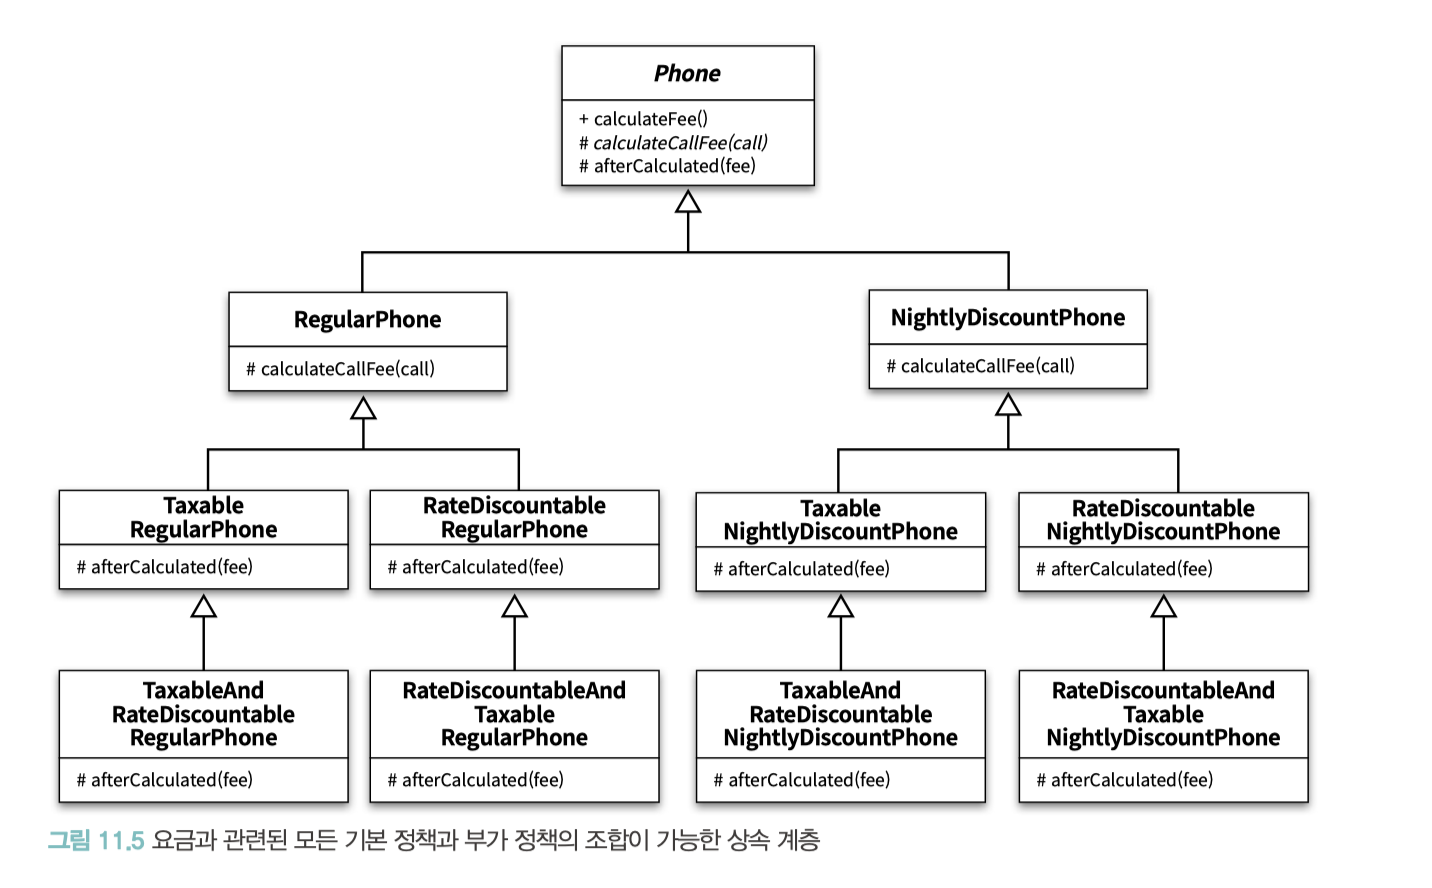 Phone
+ calculateFee()
# calculateCallFee(call)
# afterCalculated(fee)
RegularPhone
# calculateCallFee(call)
NightlyDiscountPhone
# calculateCallFee(call)
Taxable
RegularPhone
# afterCalculated(fee)
RateDiscountable
RegularPhone
# afterCalculated(fee)
Taxable
NightlyDiscountPhone
# afterCalculated(fee)
RateDiscountable
NightlyDiscountPhone
# afterCalculated(fee)
TaxableAnd
RateDiscountable
RegularPhone
# afterCalculated(fee)
RateDiscountableAnd
Taxable
RegularPhone
# afterCalculated(fee)
TaxableAnd
RateDiscountable
NightlyDiscountPhone
# afterCalculated(fee)
RateDiscountableAnd
Taxable
NightlyDiscountPhone
# afterCalculated(fee)
그림 11.5 요금과 관련된 모든 기본 정책과 부가 정책의 조합이 가능한 상속 계층